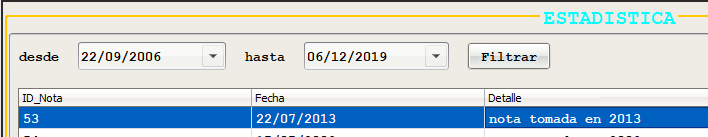 ESTADISTICA
desde 22/09/2006 hasta 06/12/2019 Filtrar
ID_Nota Fecha Detalle
53 22/07/2013 nota tomada en 2013